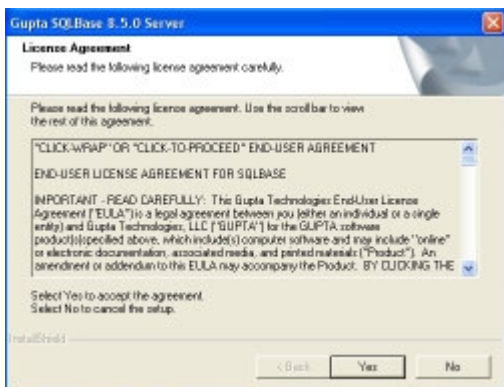 Gupta SQLBase 8.5.0 Server
License Agreement
Please read the following license agreement carefully.
Please read the following license agreement. Use the scroll bar to view
the rest of this agreement.
"CLICK-WRAP" OR "CLICK-TO-PROCEED" END-USER AGREEMENT
END-USER LICENSE AGREEMENT FOR SQLBASE
IMPORTANT - READ CAREFULLY: This Gupta Technologies End-User License
Agreement ("EULA") is a legal agreement between you (either an individual or a single
entity) and Gupta Technologies, LLC ("GUPTA") for the GUPTA software
product(s) specified above, which include(s) computer software and may include "online"
or electronic documentation, associated media, and printed materials ("Product"). An
amendment or addendum to this EULA may accompany the Product. BY CLICKING THE
Select Yes to accept the agreement
Select No to cancel the setup.
InstallShield
< Back
Yes
No